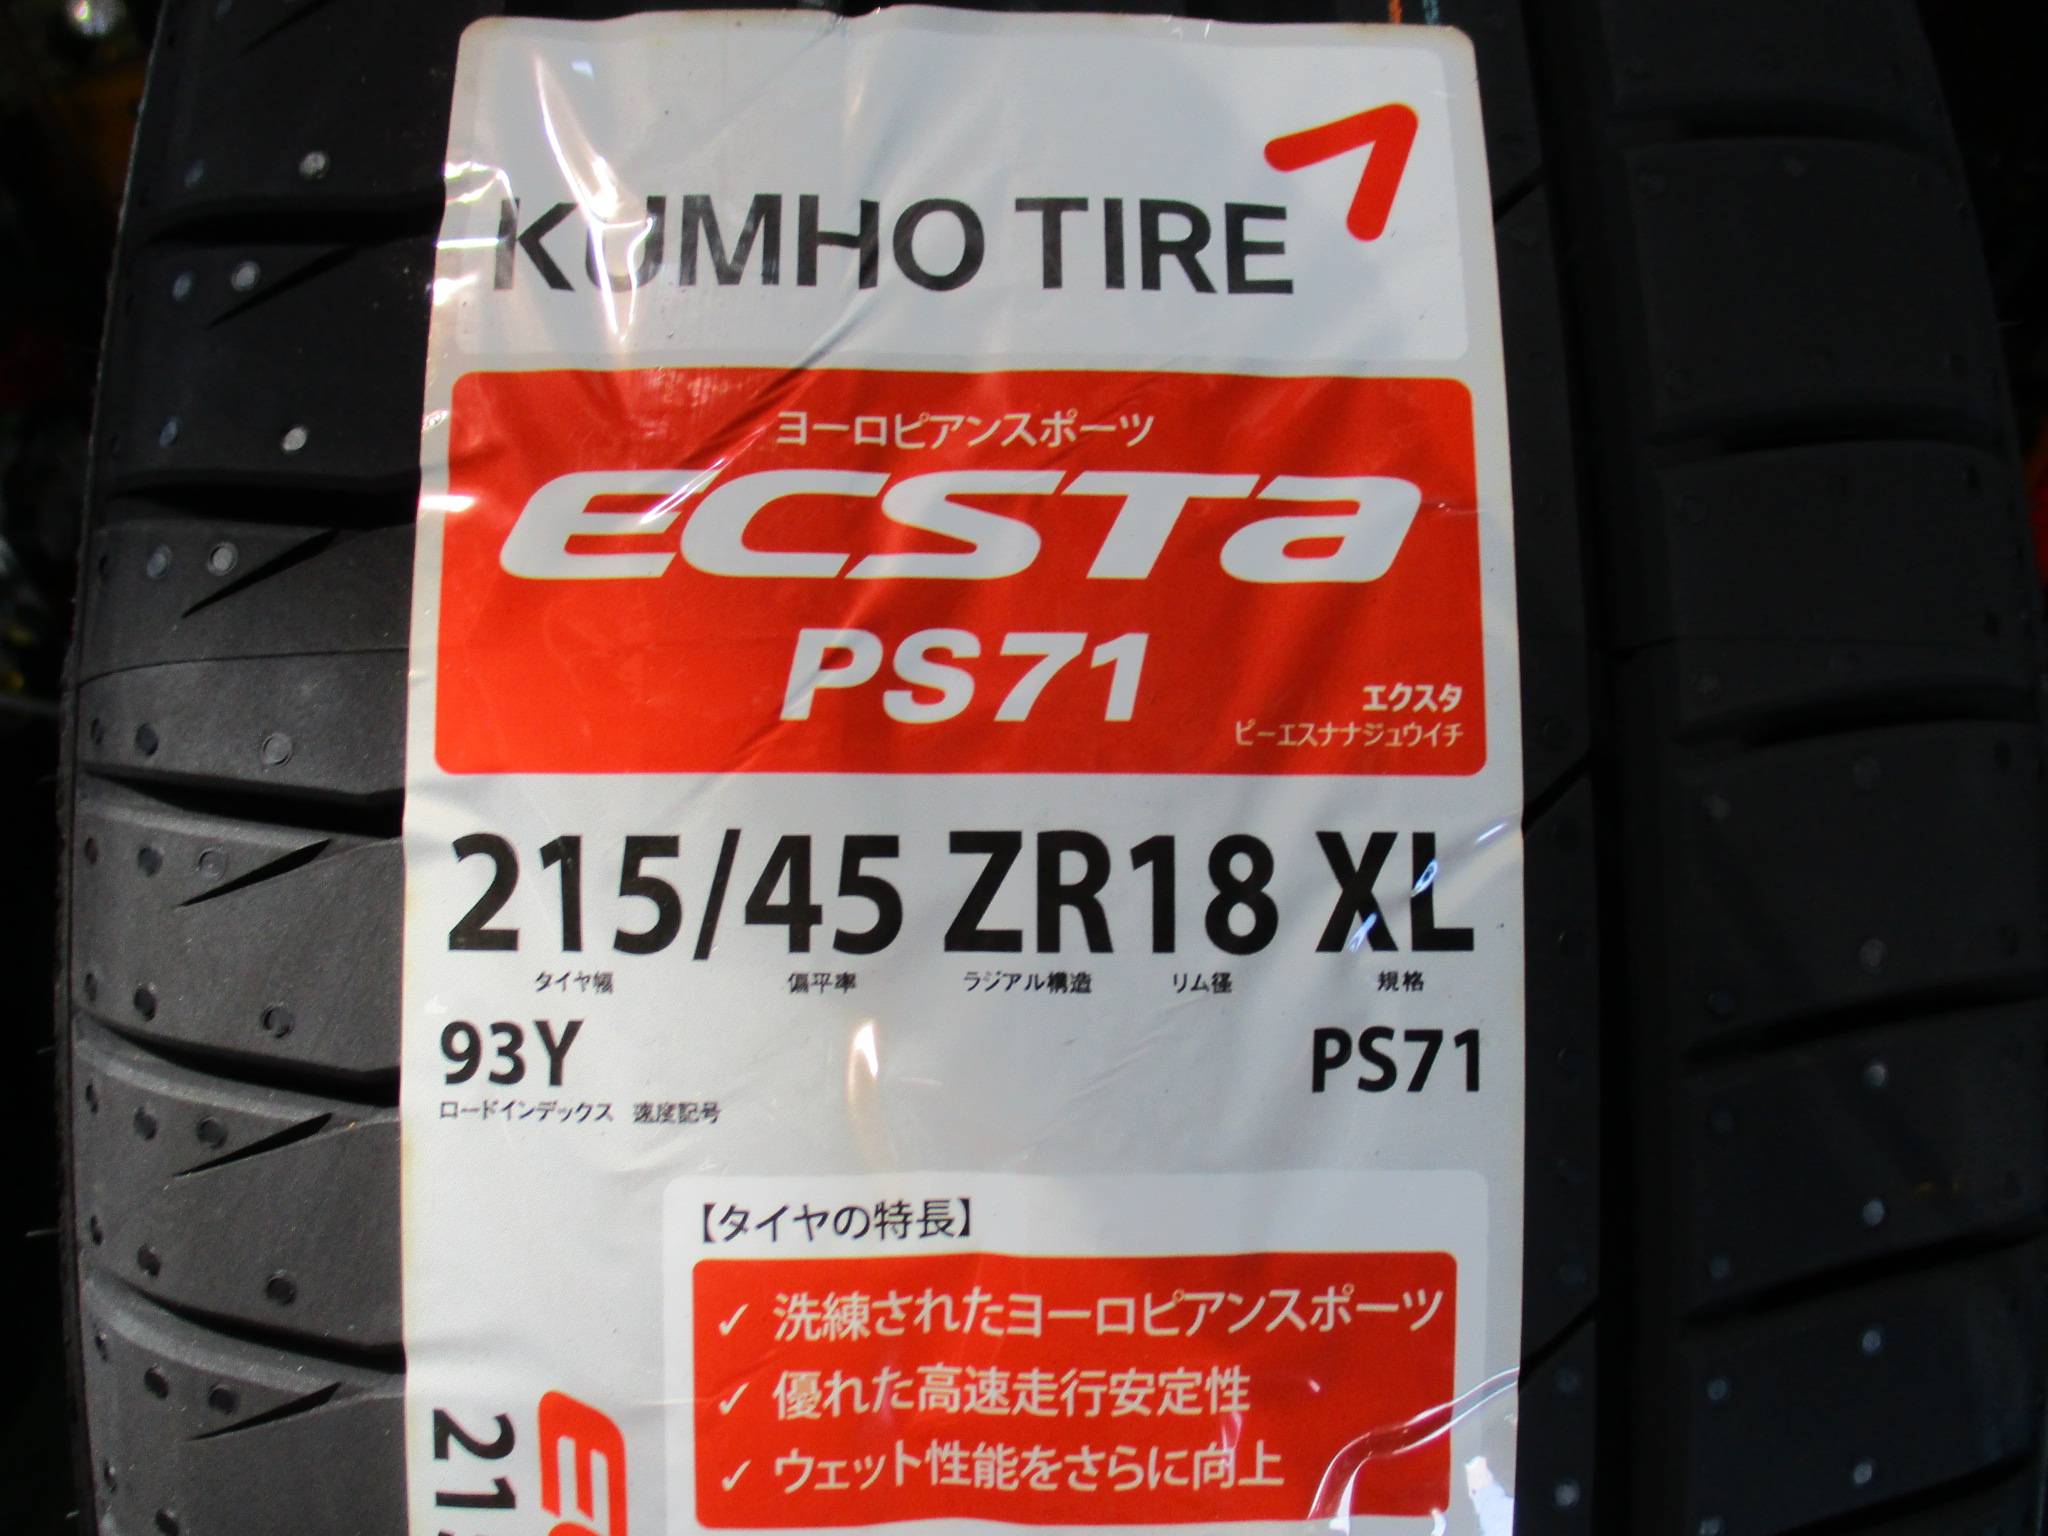 KUMHO TIRE
ヨーロピアンスポーツ
ECSTA
PS71
エクスタ
ピーエスナナジュウイチ
215/45 ZR18 XL
タイヤ幅 偏平率 ラジアル構造 リム径 規格
93Y PS71
ロードインデックス 速度記号
【タイヤの特長】
✓ 洗練されたヨーロピアンスポーツ
✓ 優れた高速走行安定性
✓ ウェット性能をさらに向上